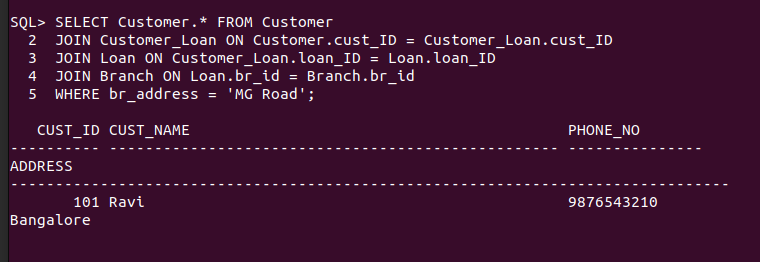 SQL> SELECT Customer.* FROM Customer
  2  JOIN Customer_Loan ON Customer.cust_ID = Customer_Loan.cust_ID
  3  JOIN Loan ON Customer_Loan.loan_ID = Loan.loan_ID
  4  JOIN Branch ON Loan.br_id = Branch.br_id
  5  WHERE br_address = 'MG Road';

   CUST_ID CUST_NAME                                          PHONE_NO
---------- -------------------------------------------------- ---------------
ADDRESS
--------------------------------------------------------------------------------
       101 Ravi                                               9876543210
Bangalore